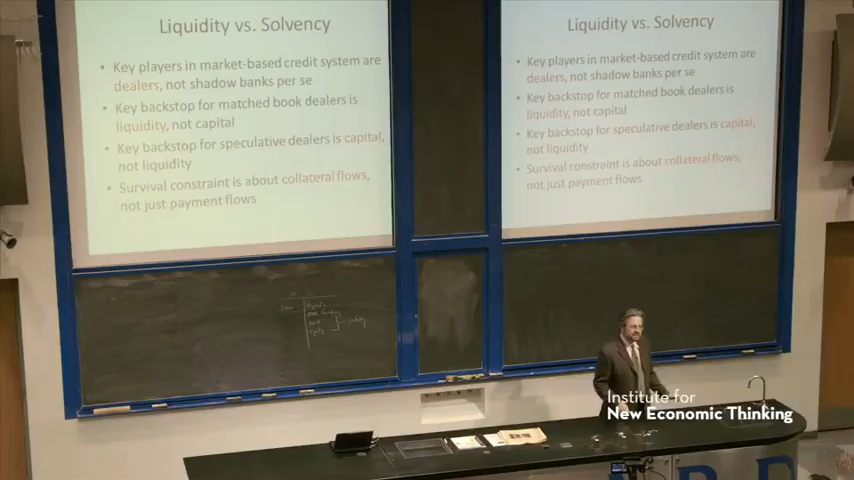 Liquidity vs. Solvency
• Key players in market-based credit system are
dealers, not shadow banks per se
• Key backstop for matched book dealers is
liquidity, not capital
• Key backstop for speculative dealers is capital,
not liquidity
• Survival constraint is about collateral flows,
not just payment flows
Liquidity vs. Solvency
• Key players in market-based credit system are
dealers, not shadow banks per se
• Key backstop for matched book dealers is
liquidity, not capital
• Key backstop for speculative dealers is capital,
not liquidity
• Survival constraint is about collateral flows,
not just payment flows
Institute for
New Economic Thinking